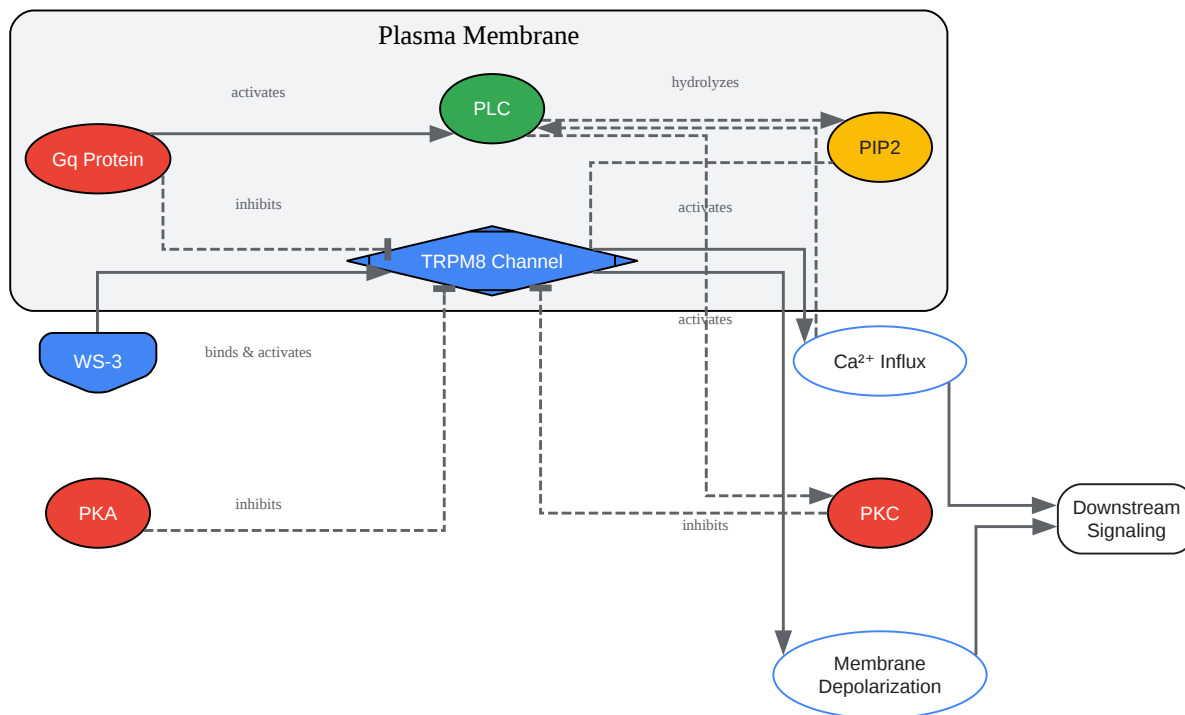 Plasma Membrane
activates
PLC
hydrolyzes
Gq Protein
PIP2
inhibits
activates
TRPM8 Channel
activates
WS-3
binds & activates
Ca²⁺ Influx
PKA
inhibits
inhibits
PKC
Downstream
Signaling
Membrane
Depolarization